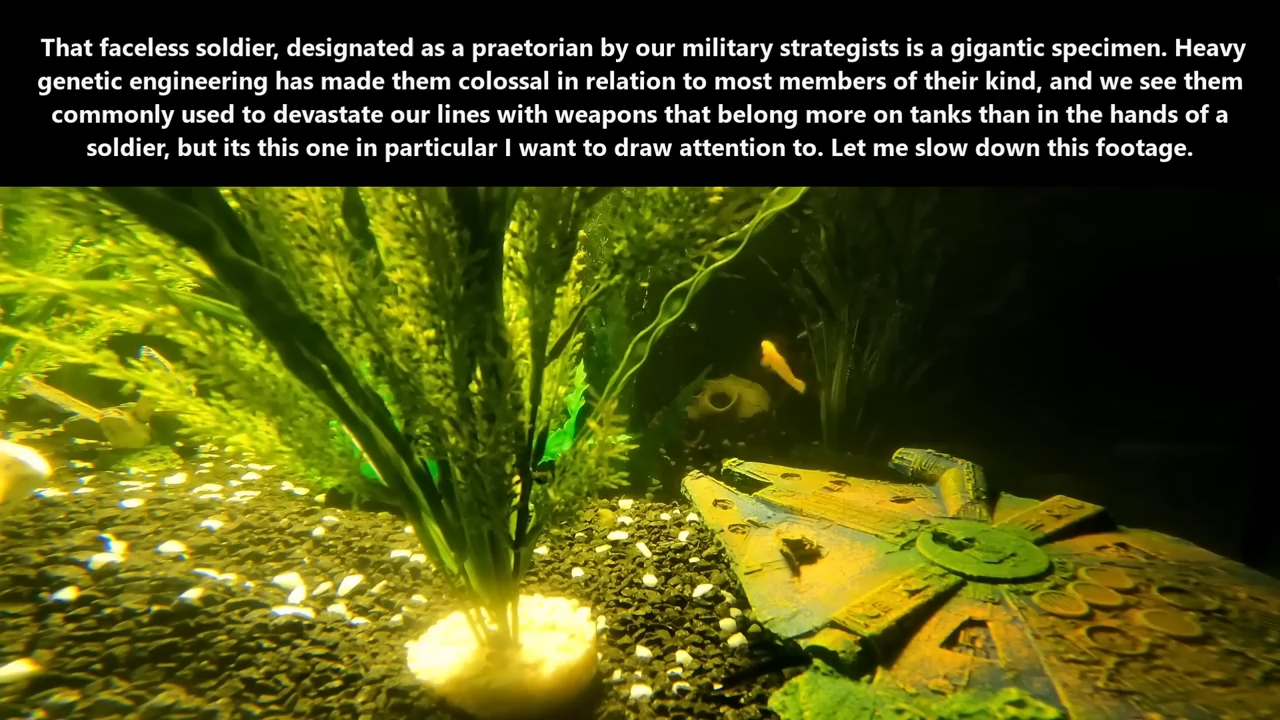 That faceless soldier, designated as a praetorian by our military strategists is a gigantic specimen. Heavy
genetic engineering has made them colossal in relation to most members of their kind, and we see them
commonly used to devastate our lines with weapons that belong more on tanks than in the hands of a
soldier, but its this one in particular I want to draw attention to. Let me slow down this footage.